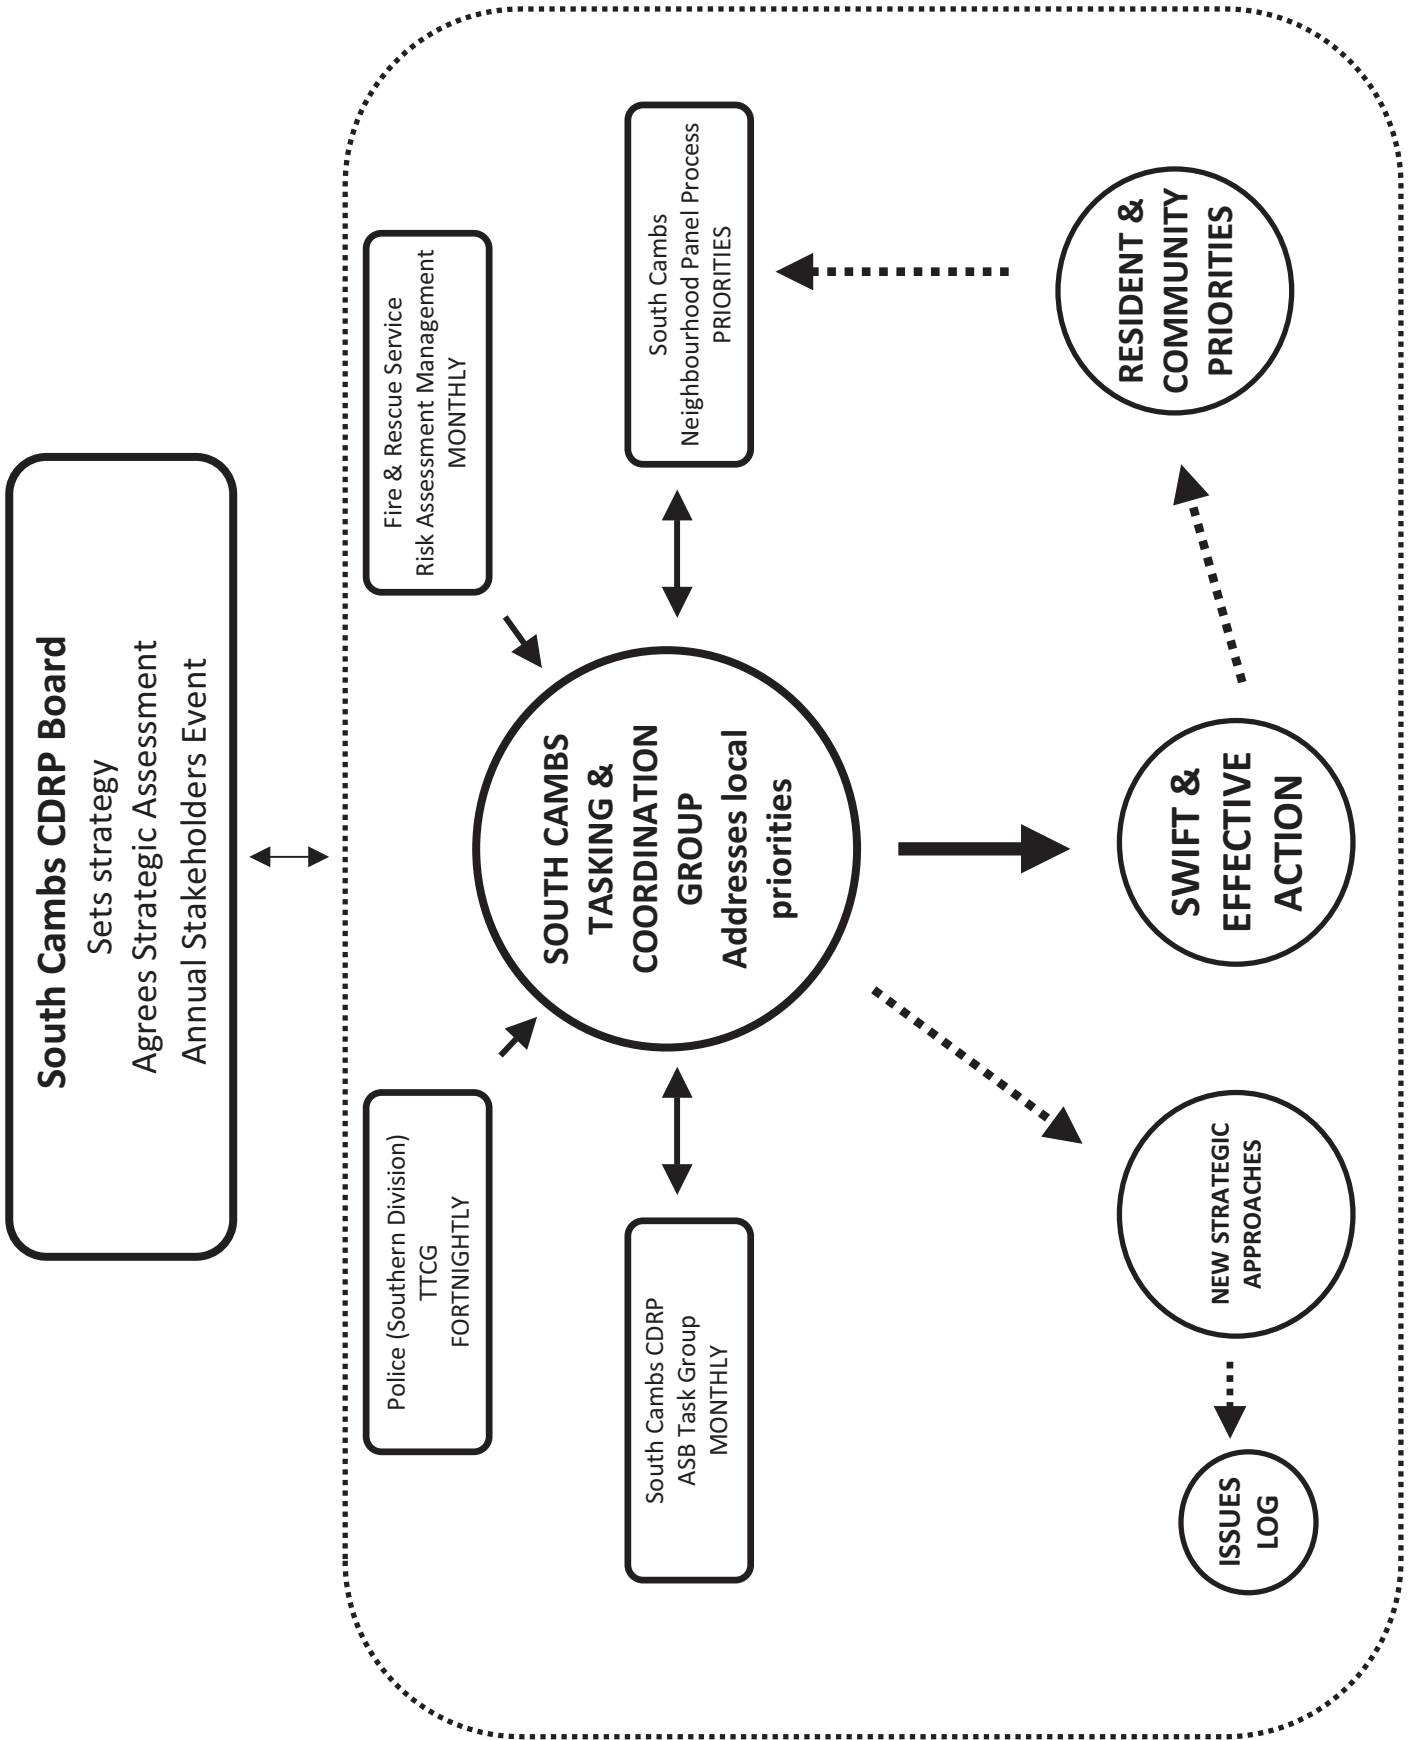 South Cambs CDRP Board
Sets strategy
Agrees Strategic Assessment
Annual Stakeholders Event
Police (Southern Division)
TTCG
FORTNIGHTLY
Fire & Rescue Service
Risk Assessment Management
MONTHLY
South Cambs CDRP
ASB Task Group
MONTHLY
SOUTH CAMBS
TASKING &
COORDINATION
GROUP
Addresses local
priorities
South Cambs
Neighbourhood Panel Process
PRIORITIES
ISSUES
LOG
NEW STRATEGIC
APPROACHES
SWIFT &
EFFECTIVE
ACTION
RESIDENT &
COMMUNITY
PRIORITIES